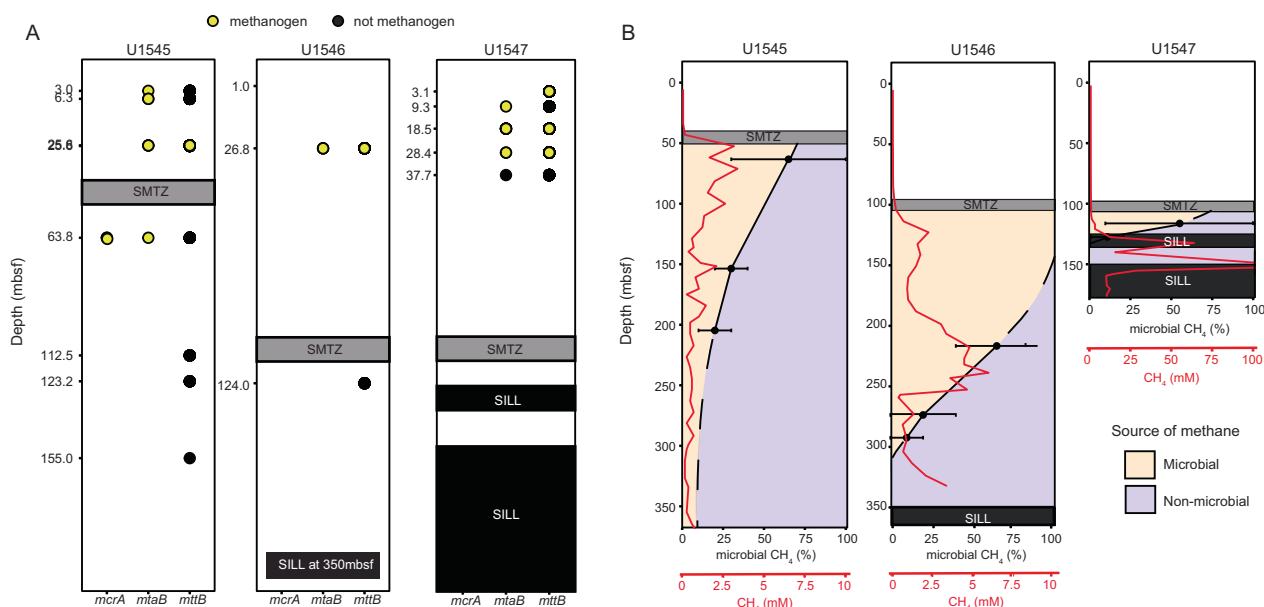 methanogen
not methanogen
A
U1545
U1546
U1547
3.0
6.3
25.6
63.8
112.5
123.2
155.0
Depth (mbsf)
SMTZ
mcrA mtaB mttB
1.0
26.8
124.0
SMTZ
SILL at 350mbsf
mcrA mtaB mttB
3.1
9.3
18.5
28.4
37.7
SMTZ
SILL
SILL
mcrA mtaB mttB
B
U1545
0
50
100
150
200
250
300
350
Depth (mbsf)
SMTZ
0 25 50 75 100
microbial CH4 (%)
0 2.5 5 7.5 10
(mM)
U1546
0
50
100
150
200
250
300
350
SMTZ
SILL
0 25 50 75 100
microbial CH4 (%)
0 2.5 5 7.5 10
(mM)
U1547
0
50
100
150
SMTZ
SILL
SILL
0 25 50 75 100
microbial CH4 (%)
0 25 50 75 100
CH4 (mM)
Source of methane
Microbial
Non-microbial